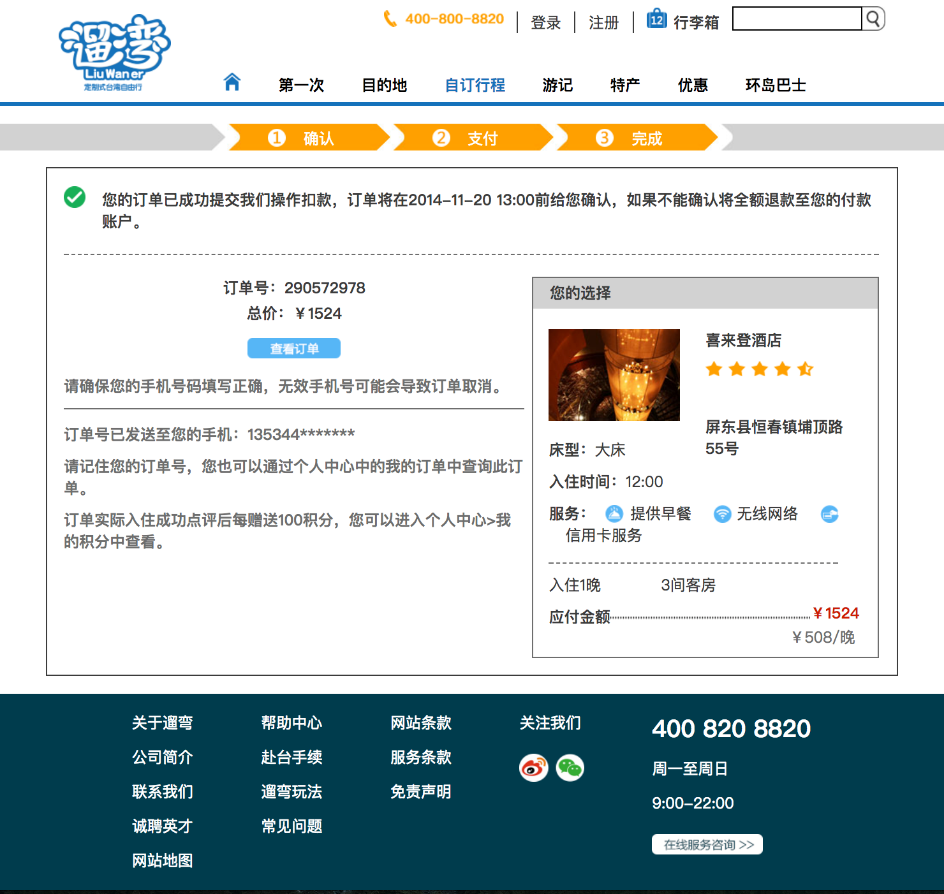 遛湾
Liu Wan er
定制式台湾自由行
400-800-8820
登录
注册
12
行李箱
第一次
目的地
自订行程
游记
特产
优惠
环岛巴士
1 确认
2 支付
3 完成
您的订单已成功提交我们操作扣款，订单将在2014-11-20 13:00前给您确认，如果不能确认将全额退款至您的付款
账户。
订单号：290572978
总价：￥1524
查看订单
请确保您的手机号码填写正确，无效手机号可能会导致订单取消。
订单号已发送至您的手机：135344*******
请记住您的订单号，您也可以通过个人中心中的我的订单中查询此订
单。
订单实际入住成功点评后每赠送100积分，您可以进入个人中心>我
的积分中查看。
您的选择
喜来登酒店
屏东县恒春镇埔顶路
55号
床型：大床
入住时间：12:00
服务： 提供早餐 无线网络
信用卡服务
入住1晚 3间客房
应付金额 ￥1524
￥508/晚
关于遛弯
公司简介
联系我们
诚聘英才
网站地图
帮助中心
赴台手续
遛弯玩法
常见问题
网站条款
服务条款
免责声明
关注我们
400 820 8820
周一至周日
9:00-22:00
在线服务咨询 >>